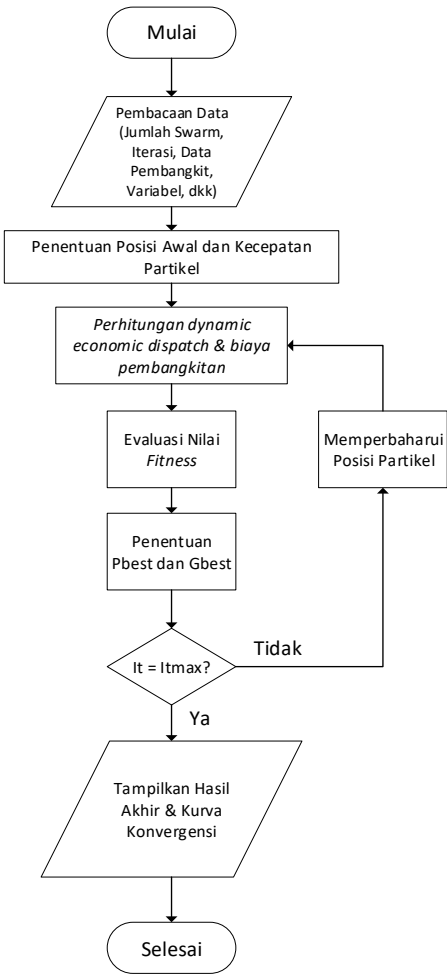 Mulai
Pembacaan Data
(Jumlah Swarm,
Iterasi, Data
Pembangkit,
Variabel, dkk)
Penentuan Posisi Awal dan Kecepatan
Partikel
Perhitungan dynamic
economic dispatch & biaya
pembangkitan
Evaluasi Nilai
Fitness
Memperbaharui
Posisi Partikel
Penentuan
Pbest dan Gbest
It = Itmax?
Tidak
Ya
Tampilkan Hasil
Akhir & Kurva
Konvergensi
Selesai